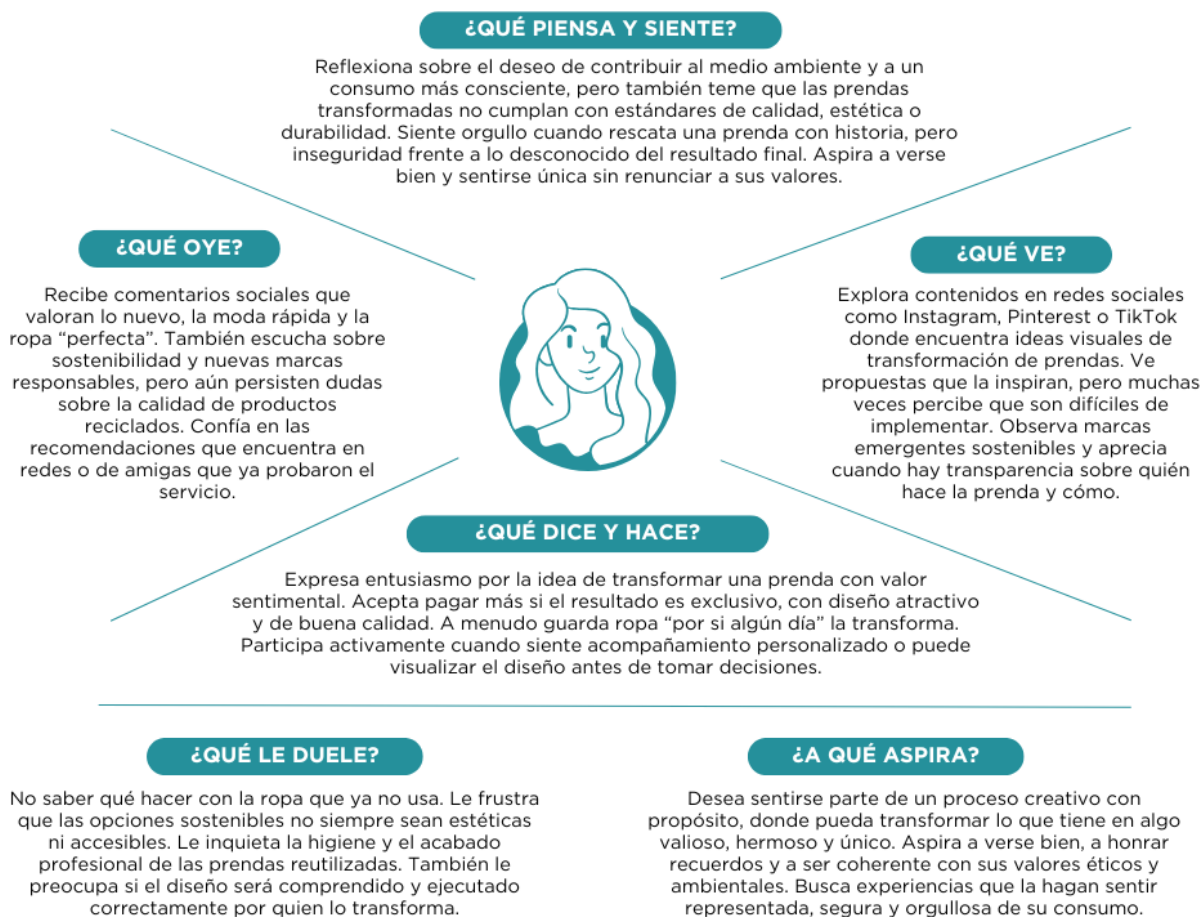 ¿QUÉ PIENSA Y SIENTE?
Reflexiona sobre el deseo de contribuir al medio ambiente y a un
consumo más consciente, pero también teme que las prendas
transformadas no cumplan con estándares de calidad, estética o
durabilidad. Siente orgullo cuando rescata una prenda con historia, pero
inseguridad frente a lo desconocido del resultado final. Aspira a verse
bien y sentirse única sin renunciar a sus valores.
¿QUÉ OYE?
Recibe comentarios sociales que
valoran lo nuevo, la moda rápida y la
ropa “perfecta”. También escucha sobre
sostenibilidad y nuevas marcas
responsables, pero aún persisten dudas
sobre la calidad de productos
reciclados. Confía en las
recomendaciones que encuentra en
redes o de amigas que ya probaron el
servicio.
¿QUÉ VE?
Explora contenidos en redes sociales
como Instagram, Pinterest o TikTok
donde encuentra ideas visuales de
transformación de prendas. Ve
propuestas que la inspiran, pero muchas
veces percibe que son difíciles de
implementar. Observa marcas
emergentes sostenibles y aprecia
cuando hay transparencia sobre quién
hace la prenda y cómo.
¿QUÉ DICE Y HACE?
Expresa entusiasmo por la idea de transformar una prenda con valor
sentimental. Acepta pagar más si el resultado es exclusivo, con diseño atractivo
y de buena calidad. A menudo guarda ropa “por si algún día” la transforma.
Participa activamente cuando siente acompañamiento personalizado o puede
visualizar el diseño antes de tomar decisiones.
¿QUÉ LE DUELE?
No saber qué hacer con la ropa que ya no usa. Le frustra
que las opciones sostenibles no siempre sean estéticas
ni accesibles. Le inquieta la higiene y el acabado
profesional de las prendas reutilizadas. También le
preocupa si el diseño será comprendido y ejecutado
correctamente por quien lo transforma.
¿A QUÉ ASPIRA?
Desea sentirse parte de un proceso creativo con
propósito, donde pueda transformar lo que tiene en algo
valioso, hermoso y único. Aspira a verse bien, a honrar
recuerdos y a ser coherente con sus valores éticos y
ambientales. Busca experiencias que la hagan sentir
representada, segura y orgullosa de su consumo.